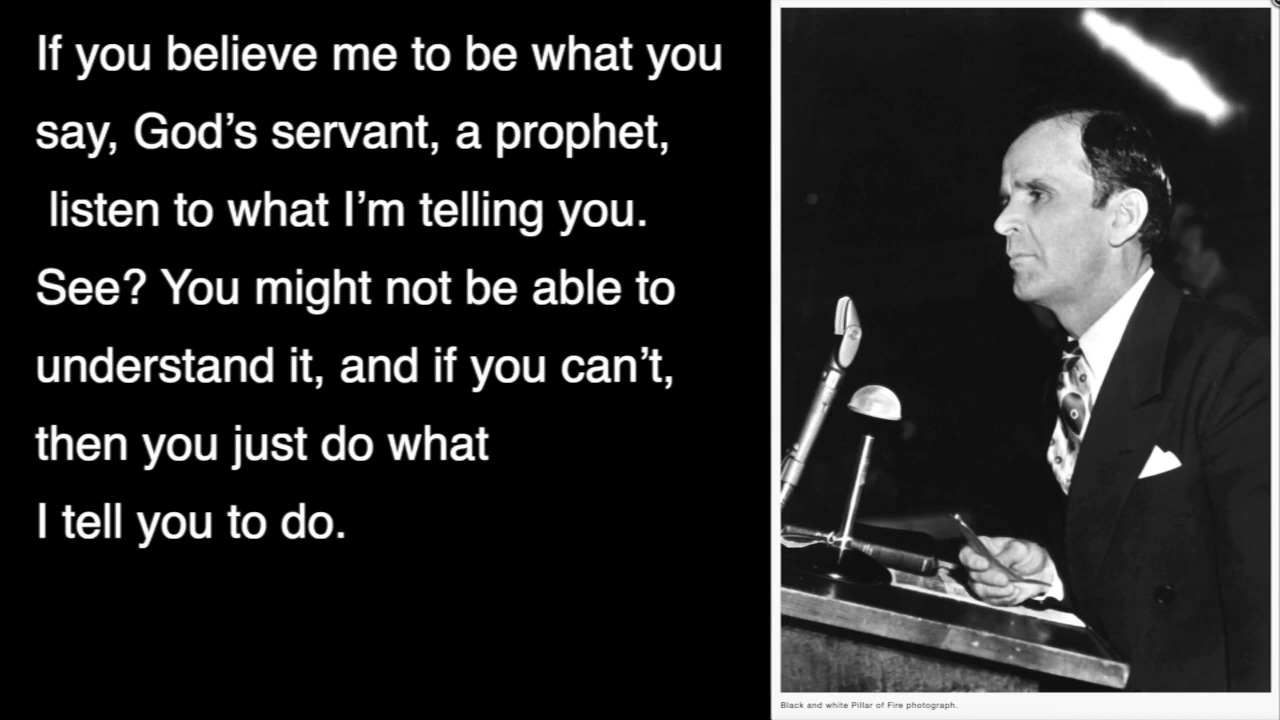 If you believe me to be what you
say, God’s servant, a prophet,
listen to what I’m telling you.
See? You might not be able to
understand it, and if you can’t,
then you just do what
I tell you to do.
Black and white Pillar of Fire photograph.